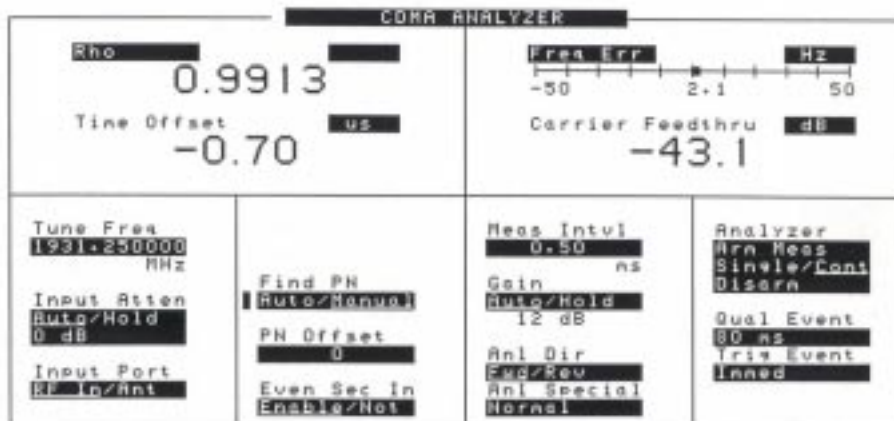 CDMA ANALYZER
Rho
0.9913
Time Offset us
-0.70
Freq Err Hz
-50 2.1 50
Carrier Feedthru dB
-43.1
Tune Freq
1931.250000
MHz
Input Atten
Auto/Hold
0 dB
Input Port
RF In/Ant
Find PN
Auto/Manual
PN Offset
0
Even Sec In
Enable/Not
Meas Intvl
0.50
ms
Gain
Auto/Hold
12 dB
Anl Dir
Fwd/Rev
Anl Special
Normal
Analyzer
Arm Meas
Single/Cont
Disarm
Qual Event
80 ms
Trig Event
Immed